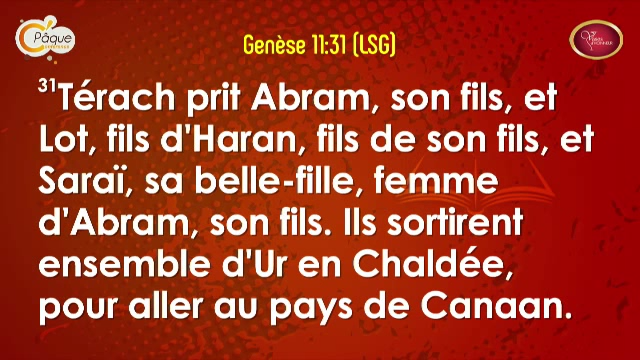 Pâque
Genèse 11:31 (LSG)
31Térach prit Abram, son fils, et
Lot, fils d'Haran, fils de son fils, et
Saraï, sa belle-fille, femme
d'Abram, son fils. Ils sortirent
ensemble d'Ur en Chaldée,
pour aller au pays de Canaan.